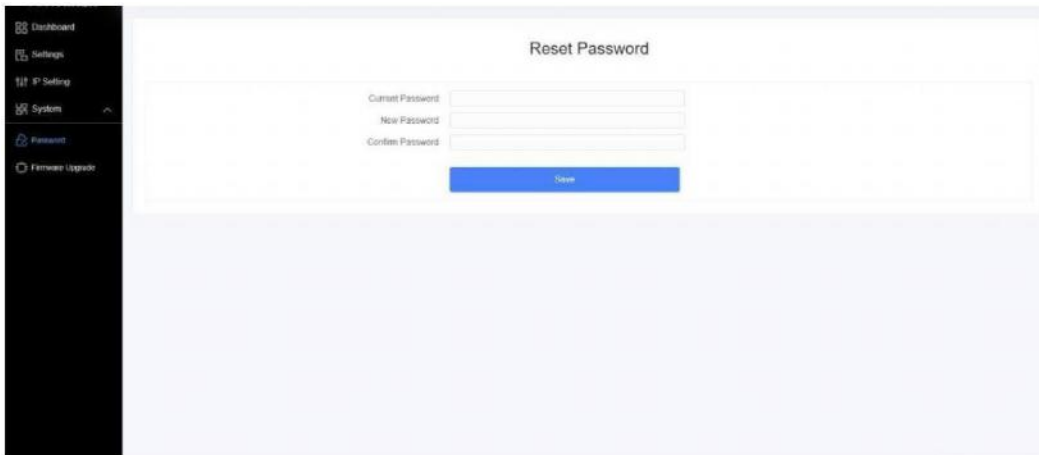 Dashboard
Settings
IP Setting
System
Password
Firmware Upgrade
Reset Password
Current Password
New Password
Confirm Password
Save